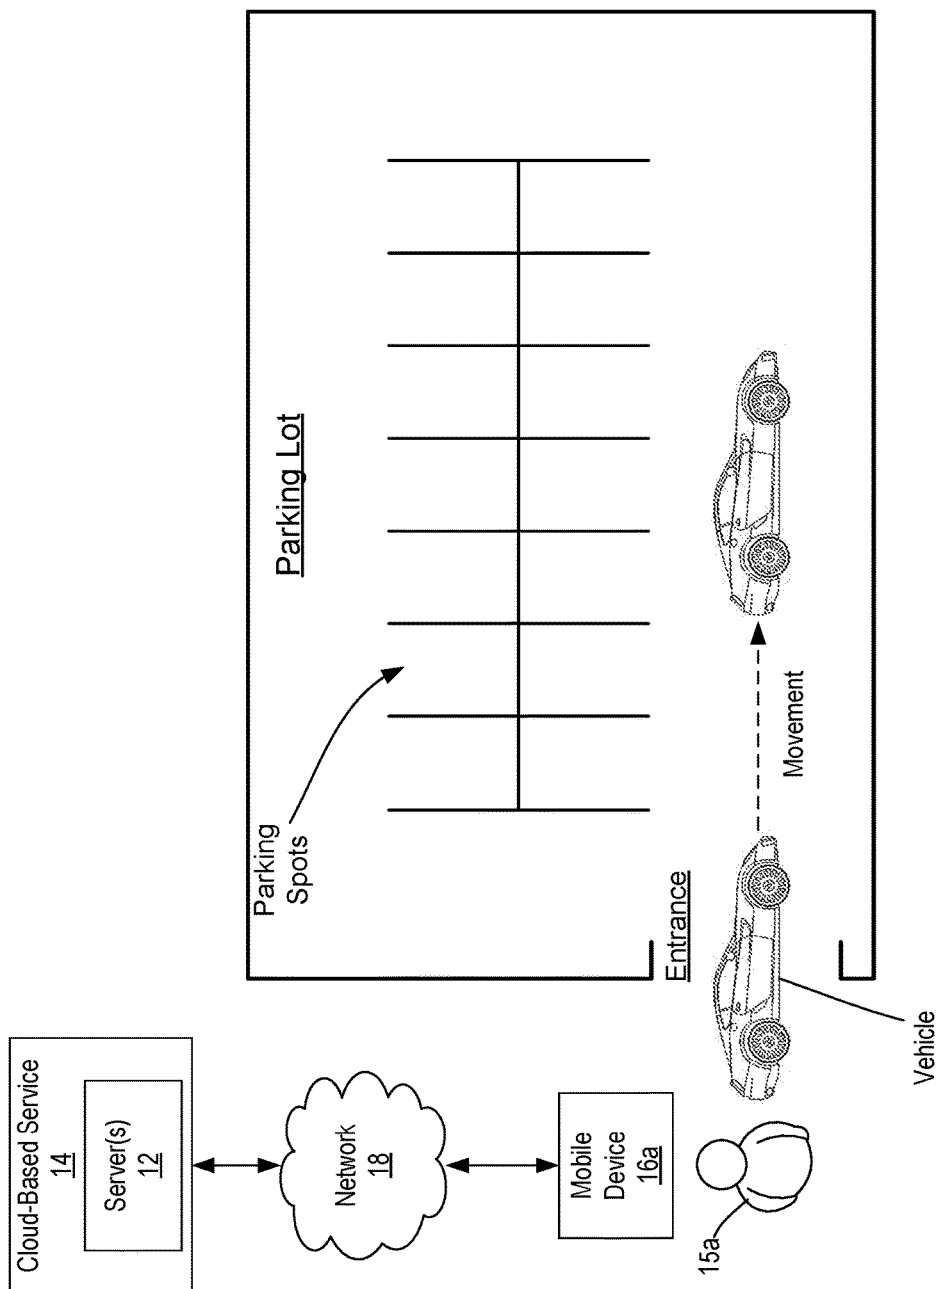 Cloud-Based Service
14
Server(s)
12
Network
18
Mobile
Device
16a
15a
Parking Lot
Parking
Spots
Entrance
Movement
Vehicle